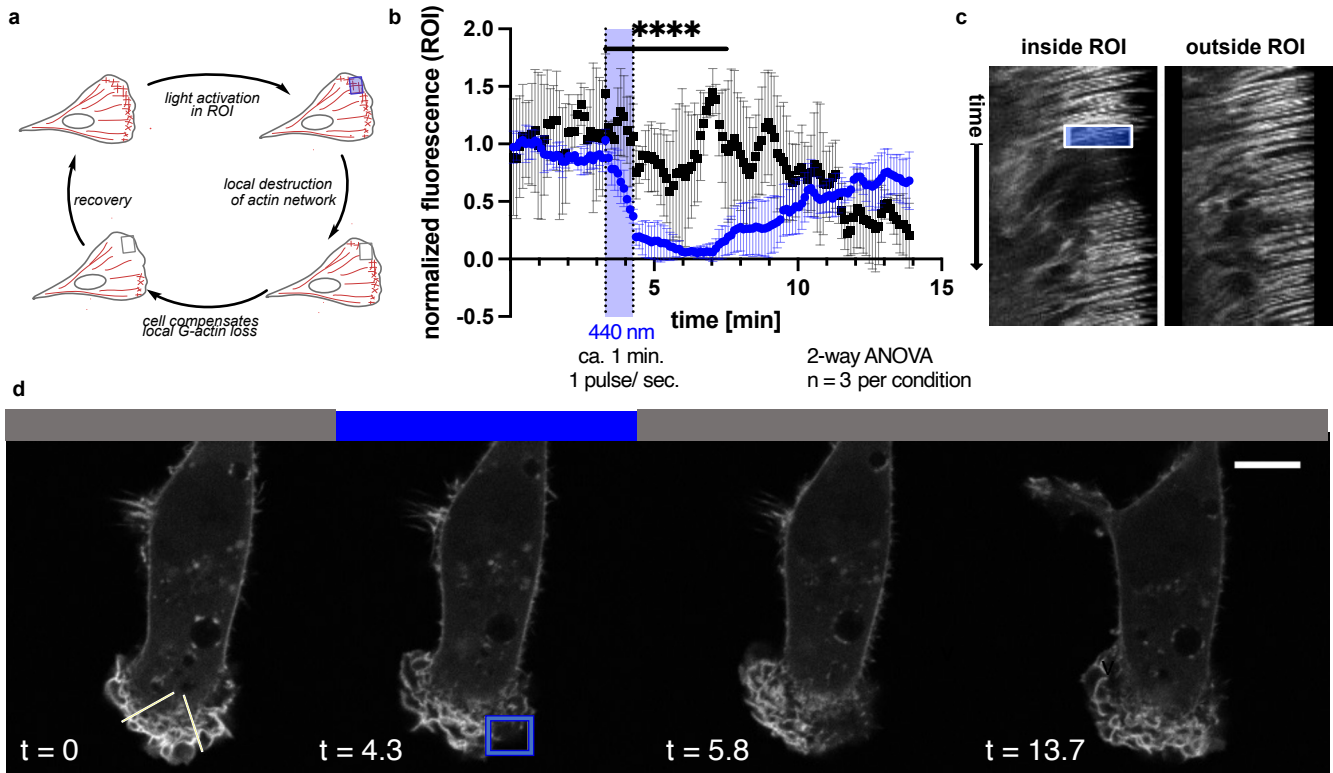 a
light activation
in ROI
local destruction
of actin network
cell compensates
local G-actin loss
recovery
b
normalized fluorescence (ROI)
2.0
1.5
1.0
0.5
0.0
-0.5
****
5
10
15
time [min]
440 nm
ca. 1 min.
1 pulse/ sec.
2-way ANOVA
n = 3 per condition
c
inside ROI
outside ROI
time
d
t = 0
t = 4.3
t = 5.8
t = 13.7
v